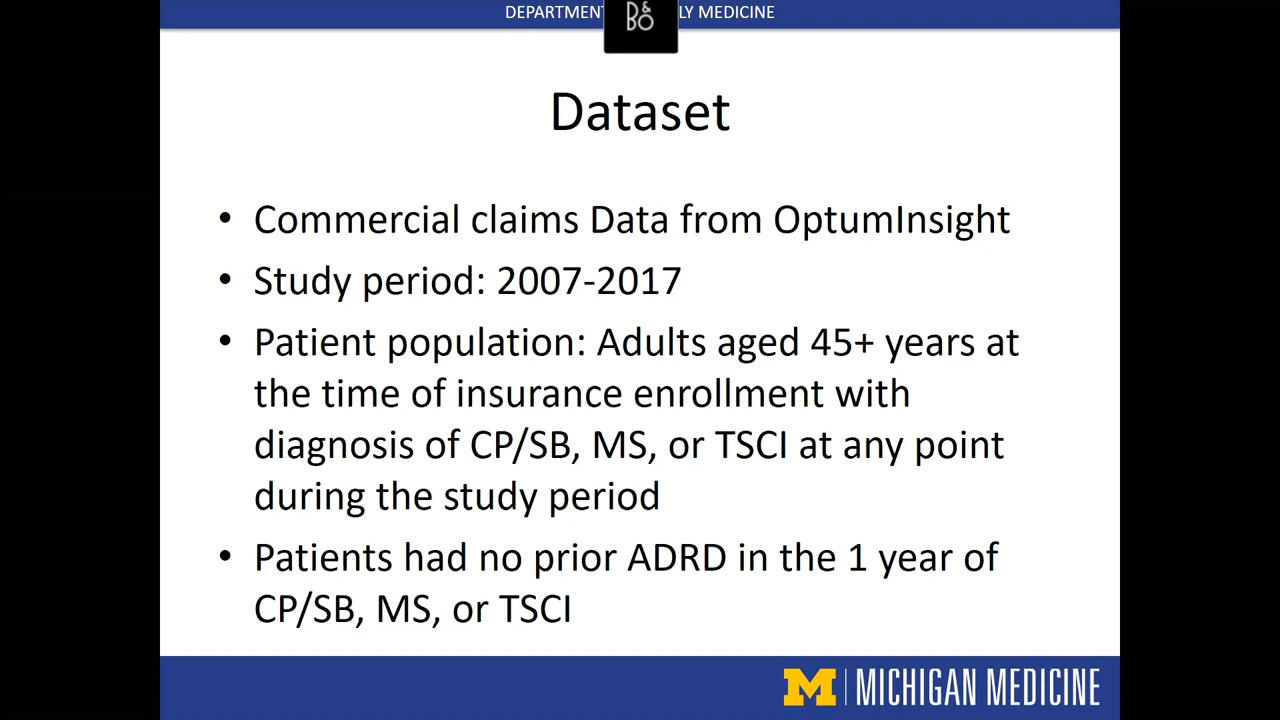 DEPARTMENT LY MEDICINE
D&
BO
Dataset
• Commercial claims Data from OptumInsight
• Study period: 2007-2017
• Patient population: Adults aged 45+ years at
the time of insurance enrollment with
diagnosis of CP/SB, MS, or TSCI at any point
during the study period
• Patients had no prior ADRD in the 1 year of
CP/SB, MS, or TSCI
M | MICHIGAN MEDICINE